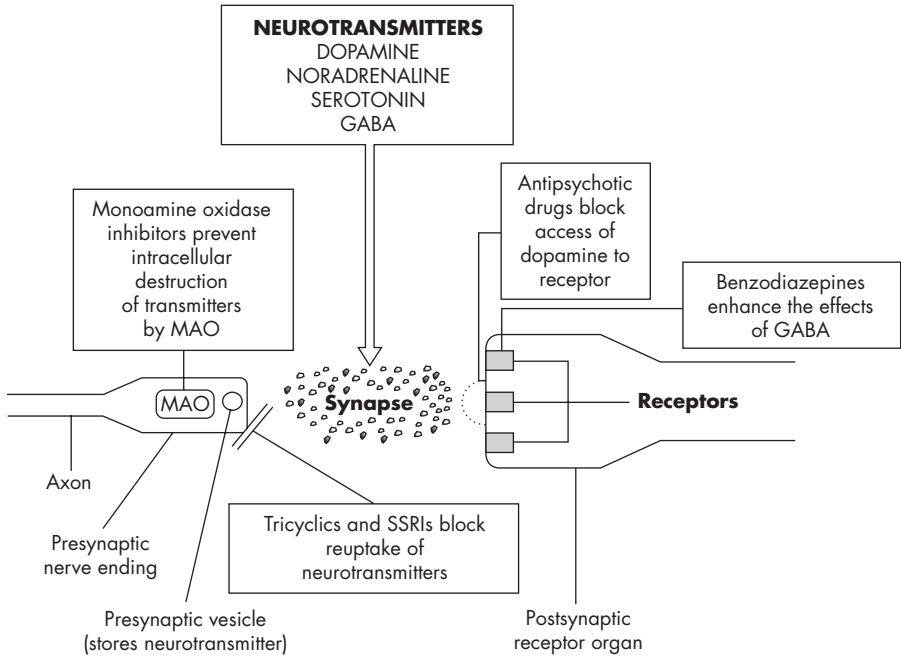 NEUROTRANSMITTERS
DOPAMINE
NORADRENALINE
SEROTONIN
GABA
Antipsychotic
drugs block
access of
dopamine to
receptor
Monoamine oxidase
inhibitors prevent
intracellular
destruction
of transmitters
by MAO
Benzodiazepines
enhance the effects
of GABA
MAO
Synapse
Receptors
Axon
Tricyclics and SSRIs block
reuptake of
neurotransmitters
Presynaptic
nerve ending
Presynaptic vesicle
(stores neurotransmitter)
Postsynaptic
receptor organ